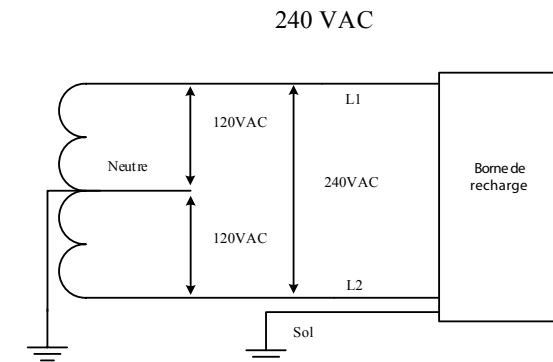 240 VAC
L1
120VAC
Neutre
240VAC
Borne de
recharge
120VAC
L2
Sol